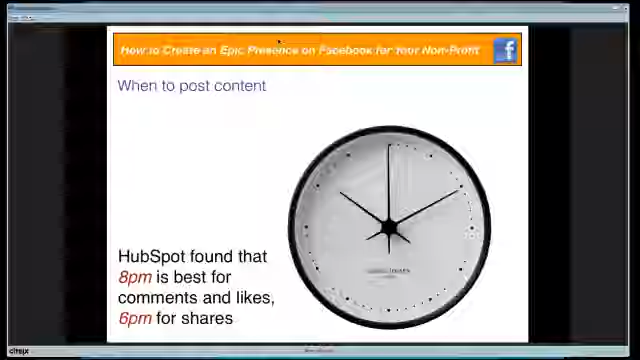 How to Create an Epic Presence on Facebook for Your Non-Profit
f
When to post content
HubSpot found that
8pm is best for
comments and likes,
6pm for shares
citrix